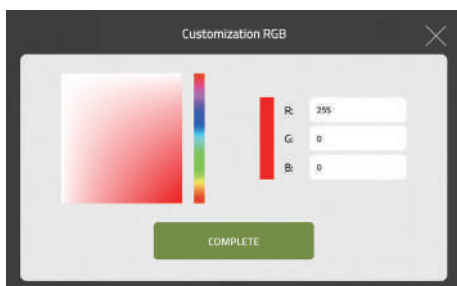 Customization RGB
R: 255
G: 0
B: 0
COMPLETE